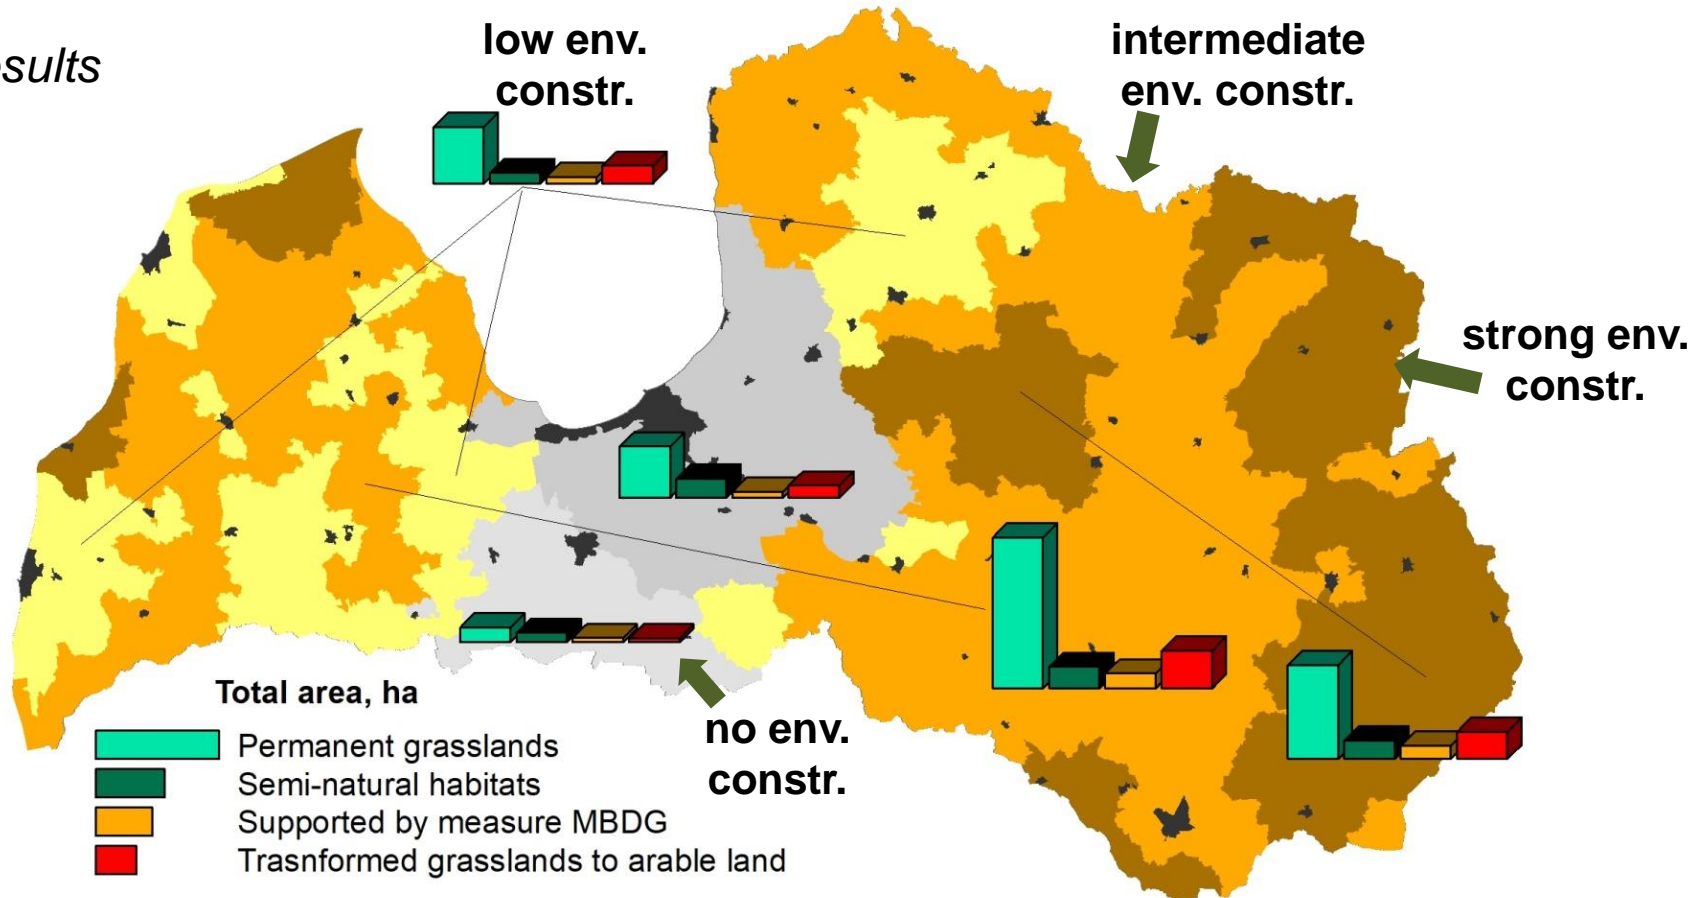 low env.
constr.
intermediate
env. constr.
strong env.
constr.
no env.
constr.
Total area, ha
Permanent grasslands
Semi-natural habitats
Supported by measure MBDG
Trasnformed grasslands to arable land